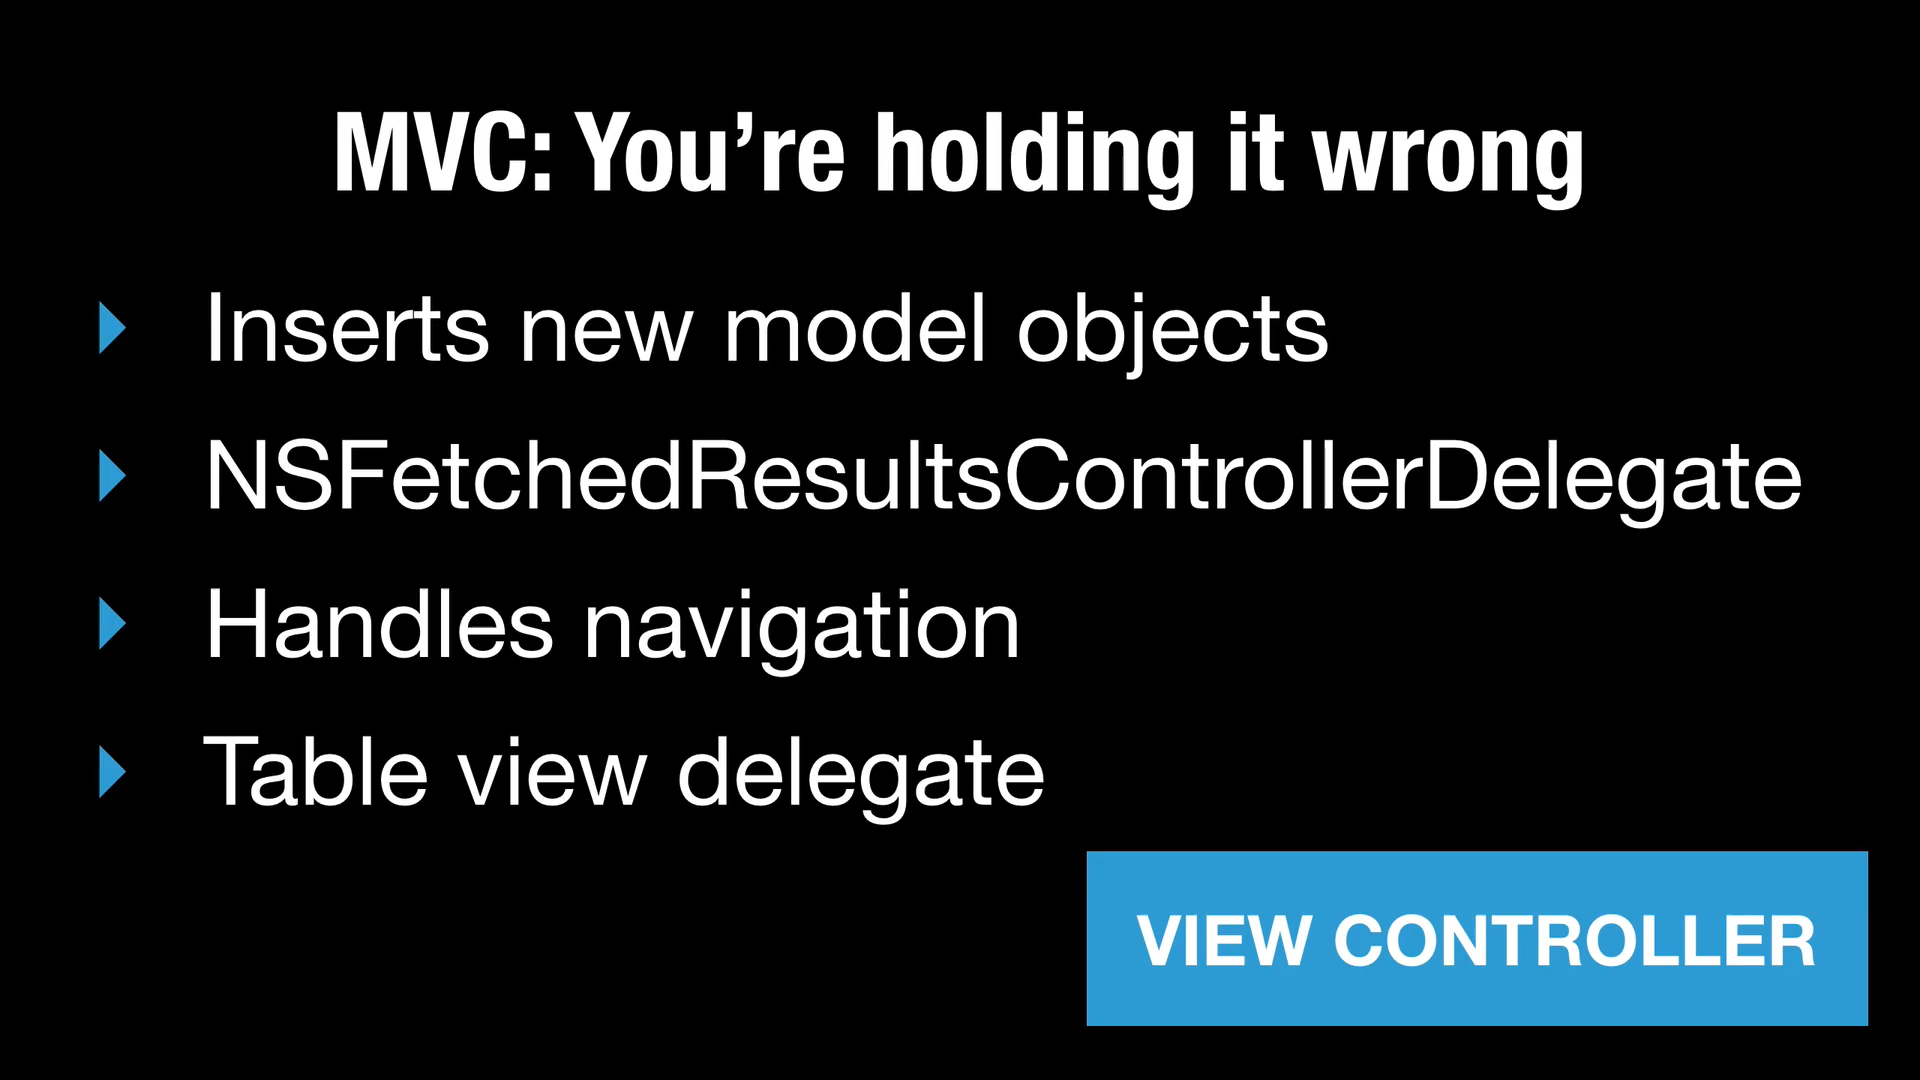 MVC: You’re holding it wrong
Inserts new model objects
NSFetchedResultsControllerDelegate
Handles navigation
Table view delegate
VIEW CONTROLLER